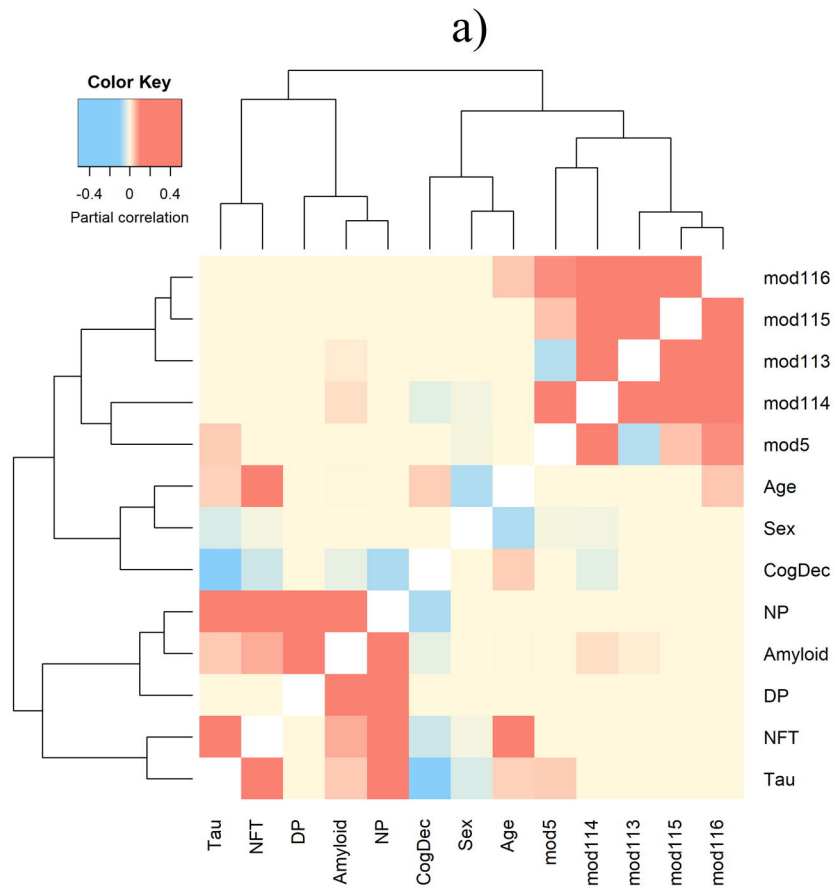 a)
Color Key
-0.4 0 0.4
Partial correlation
mod116
mod115
mod113
mod114
mod5
Age
Sex
CogDec
NP
Amyloid
DP
NFT
Tau
Tau NFT DP Amyloid NP CogDec Sex Age mod5 mod114 mod113 mod115 mod116